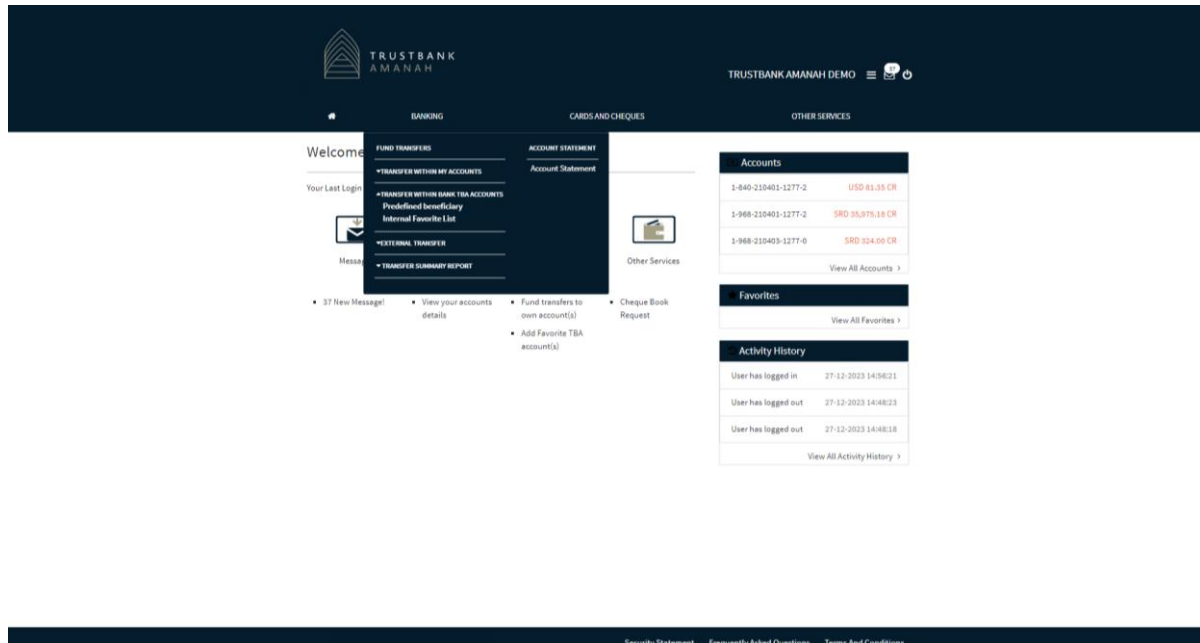 TRUSTBANK
AMANAH
TRUSTBANK AMANAH DEMO
37
BANKING
CARDS AND CHEQUES
OTHER SERVICES
Welcome
Your Last Login
FUND TRANSFERS
TRANSFER WITHIN MY ACCOUNTS
TRANSFER WITHIN BANK TBA ACCOUNTS
Predefined beneficiary
Internal Favorite List
EXTERNAL TRANSFER
TRANSFER SUMMARY REPORT
ACCOUNT STATEMENT
Account Statement
Messag
Other Services
37 New Message!
View your accounts
details
Fund transfers to
own account(s)
Add Favorite TBA
account(s)
Cheque Book
Request
Accounts
1-840-210401-1277-2 USD 81.35 CR
1-968-210401-1277-2 SRD 35,975.18 CR
1-968-210403-1277-0 SRD 324.00 CR
View All Accounts >
Favorites
View All Favorites >
Activity History
User has logged in 27-12-2023 14:58:21
User has logged out 27-12-2023 14:48:23
User has logged out 27-12-2023 14:48:18
View All Activity History >
Security Statement Frequently Asked Questions Terms And Conditions